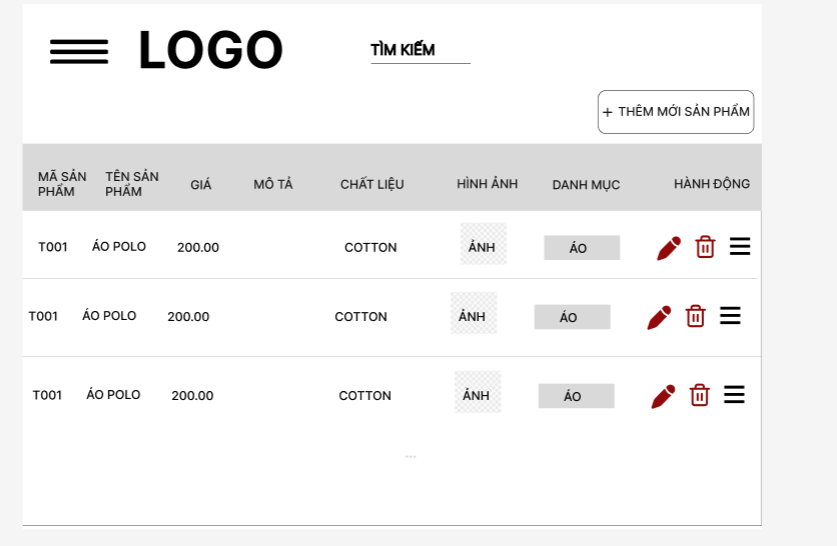 LOGO
TÌM KIẾM
+ THÊM MỚI SẢN PHẨM
MÃ SẢN PHẨM TÊN SẢN PHẨM GIÁ MÔ TẢ CHẤT LIỆU HÌNH ẢNH DANH MỤC HÀNH ĐỘNG
T001 ÁO POLO 200.00 COTTON ẢNH ÁO
T001 ÁO POLO 200.00 COTTON ẢNH ÁO
T001 ÁO POLO 200.00 COTTON ẢNH ÁO
...